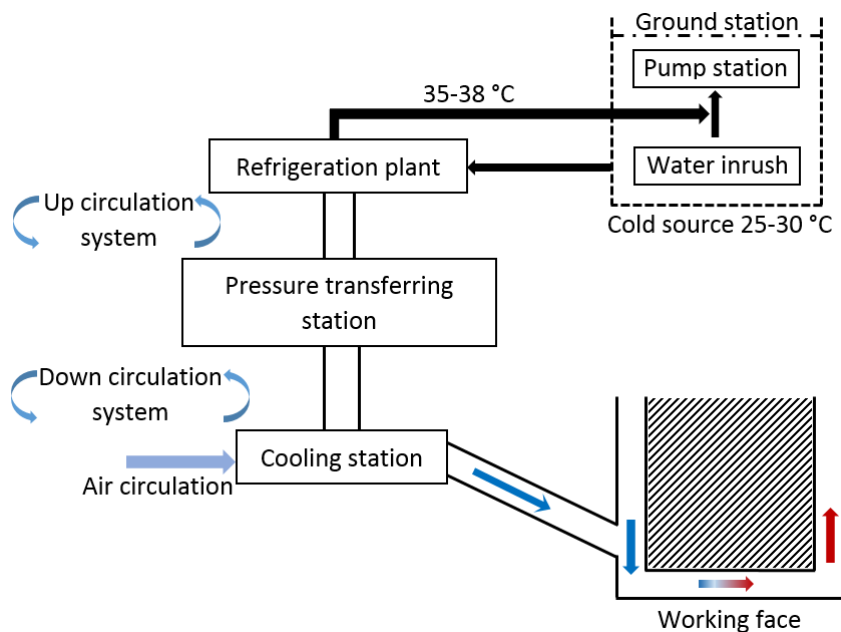 Ground station
Pump station
35-38 °C
Refrigeration plant
Water inrush
Up circulation
system
Cold source 25-30 °C
Pressure transferring
station
Down circulation
system
Cooling station
Air circulation
Working face